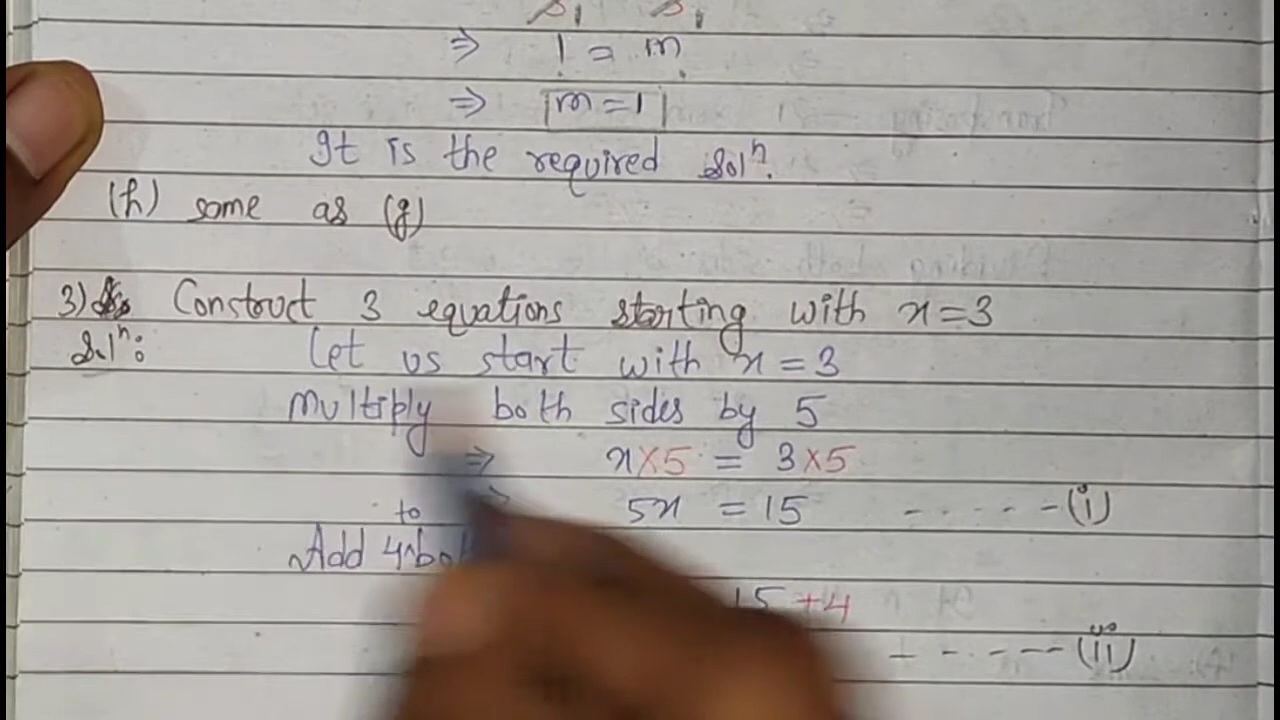 ⇒ 1 = m
⇒ m = 1
It is the required Solⁿ.
(h) some as (g)
3) Construct 3 equations starting with x = 3
Solⁿ: Let us start with x = 3
Multiply both sides by 5
⇒ x × 5 = 3 × 5
5x = 15 - - - - - (i)
Add 4 to
15 + 4
- - - - - (ii)